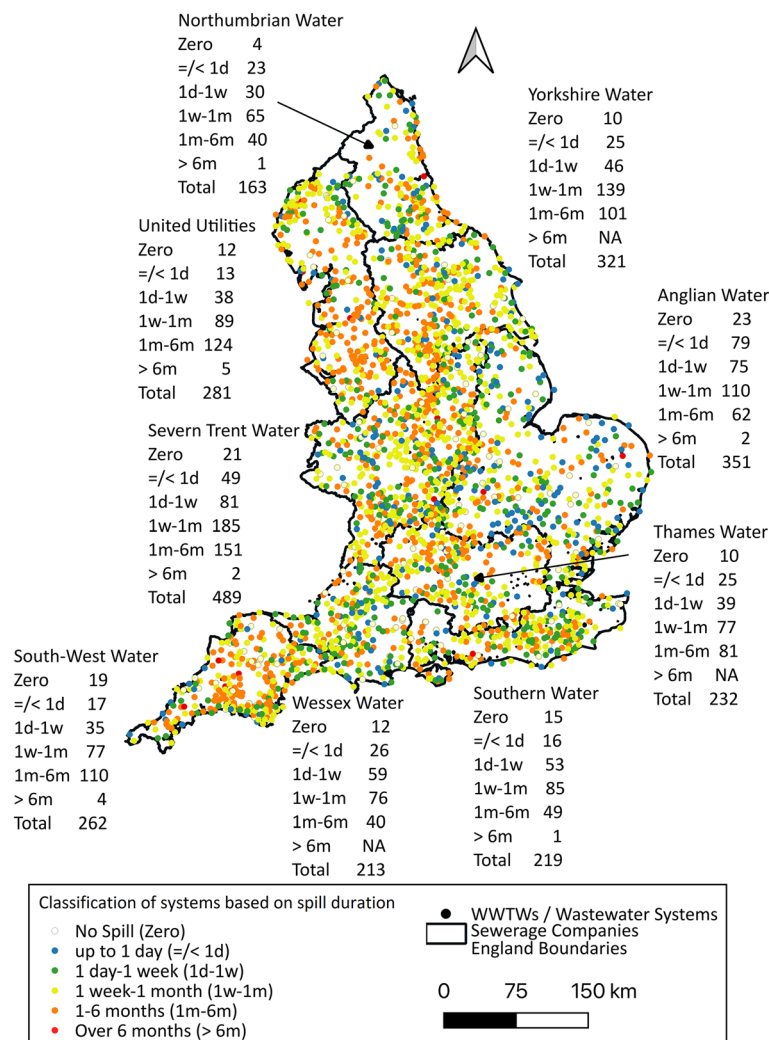 Northumbrian Water
Zero 4
=/< 1d 23
1d-1w 30
1w-1m 65
1m-6m 40
> 6m 1
Total 163
Yorkshire Water
Zero 10
=/< 1d 25
1d-1w 46
1w-1m 139
1m-6m 101
> 6m NA
Total 321
United Utilities
Zero 12
=/< 1d 13
1d-1w 38
1w-1m 89
1m-6m 124
> 6m 5
Total 281
Anglian Water
Zero 23
=/< 1d 79
1d-1w 75
1w-1m 110
1m-6m 62
> 6m 2
Total 351
Severn Trent Water
Zero 21
=/< 1d 49
1d-1w 81
1w-1m 185
1m-6m 151
> 6m 2
Total 489
Thames Water
Zero 10
=/< 1d 25
1d-1w 39
1w-1m 77
1m-6m 81
> 6m NA
Total 232
South-West Water
Zero 19
=/< 1d 17
1d-1w 35
1w-1m 77
1m-6m 110
> 6m 4
Total 262
Wessex Water
Zero 12
=/< 1d 26
1d-1w 59
1w-1m 76
1m-6m 40
> 6m NA
Total 213
Southern Water
Zero 15
=/< 1d 16
1d-1w 53
1w-1m 85
1m-6m 49
> 6m 1
Total 219
Classification of systems based on spill duration
No Spill (Zero)
up to 1 day (=/< 1d)
1 day-1 week (1d-1w)
1 week-1 month (1w-1m)
1-6 months (1m-6m)
Over 6 months (> 6m)
WWTWs / Wastewater Systems
Sewerage Companies
England Boundaries
0 75 150 km